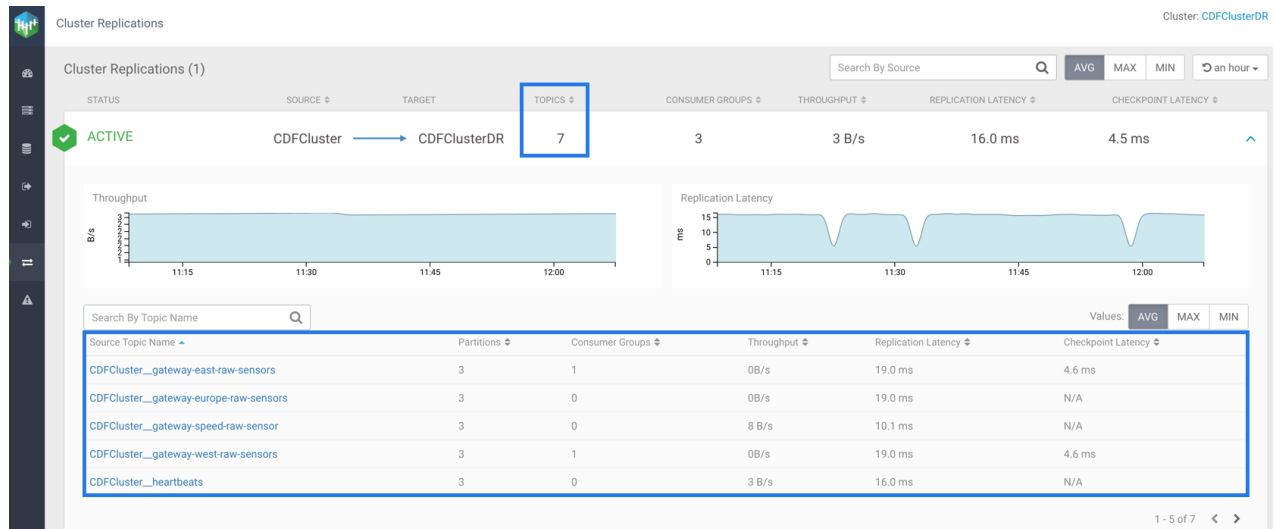 Cluster Replications
Cluster: CDFClusterDR
Cluster Replications (1)
Search By Source
AVG MAX MIN an hour
STATUS SOURCE TARGET TOPICS CONSUMER GROUPS THROUGHPUT REPLICATION LATENCY CHECKPOINT LATENCY
ACTIVE CDFCluster CDFClusterDR 7 3 3 B/s 16.0 ms 4.5 ms
Throughput
B/s
3
2
2
2
2
2
1
11:15 11:30 11:45 12:00
Replication Latency
ms
15
10
5
0
11:15 11:30 11:45 12:00
Search By Topic Name
Values: AVG MAX MIN
Source Topic Name Partitions Consumer Groups Throughput Replication Latency Checkpoint Latency
CDFCluster__gateway-east-raw-sensors 3 1 0B/s 19.0 ms 4.6 ms
CDFCluster__gateway-europe-raw-sensors 3 0 0B/s 19.0 ms N/A
CDFCluster__gateway-speed-raw-sensor 3 0 8 B/s 10.1 ms N/A
CDFCluster__gateway-west-raw-sensors 3 1 0B/s 19.0 ms 4.6 ms
CDFCluster__heartbeats 3 0 3 B/s 16.0 ms N/A
1 - 5 of 7